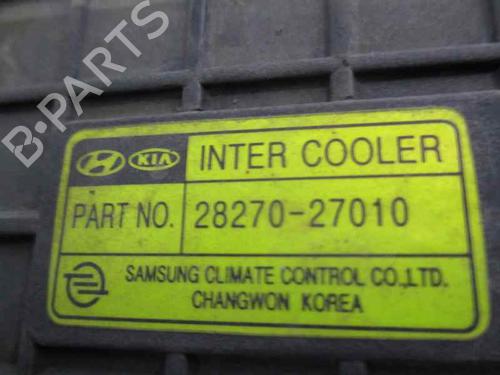 B-PARTS
KIA INTER COOLER
PART NO. 28270-27010
SAMSUNG CLIMATE CONTROL CO.,LTD.
CHANGWON KOREA